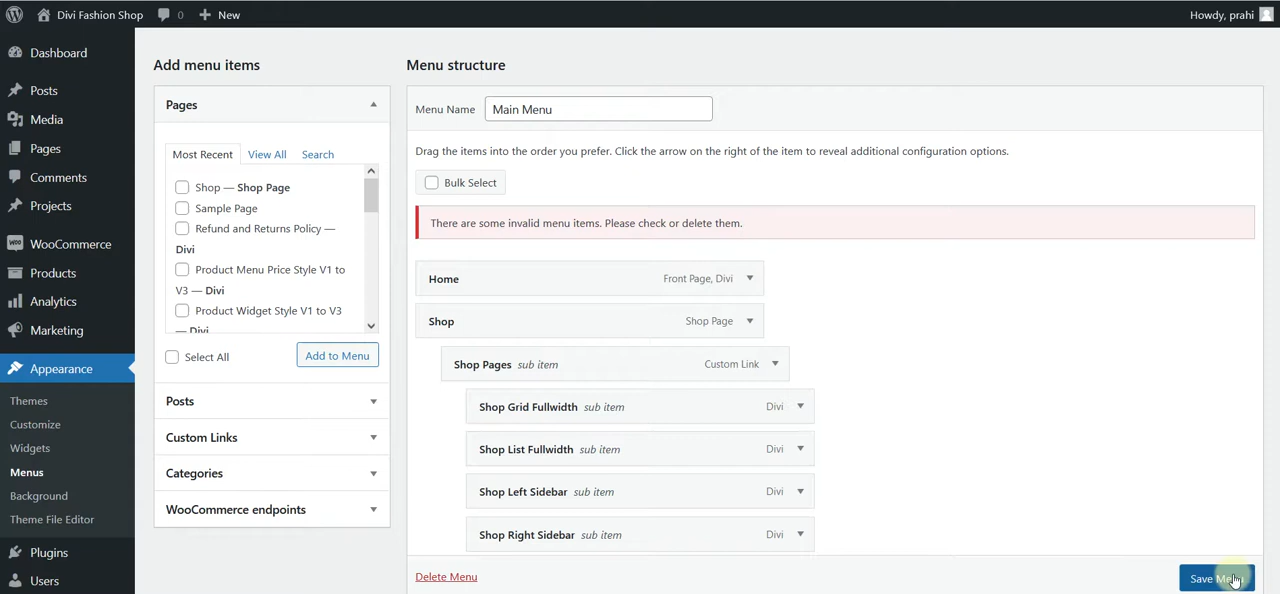 Divi Fashion Shop
0
New
Howdy, prahi
Dashboard
Posts
Media
Pages
Comments
Projects
WOO
WooCommerce
Products
Analytics
Marketing
Appearance
Themes
Customize
Widgets
Menus
Background
Theme File Editor
Plugins
Users
Add menu items
Pages
Most Recent
View All
Search
Shop — Shop Page
Sample Page
Refund and Returns Policy —
Divi
Product Menu Price Style V1 to
V3 — Divi
Product Widget Style V1 to V3
— Divi
Select All
Add to Menu
Posts
Custom Links
Categories
WooCommerce endpoints
Menu structure
Menu Name
Main Menu
Drag the items into the order you prefer. Click the arrow on the right of the item to reveal additional configuration options.
Bulk Select
There are some invalid menu items. Please check or delete them.
Home Front Page, Divi
Shop Shop Page
Shop Pages sub item Custom Link
Shop Grid Fullwidth sub item Divi
Shop List Fullwidth sub item Divi
Shop Left Sidebar sub item Divi
Shop Right Sidebar sub item Divi
Delete Menu
Save Menu